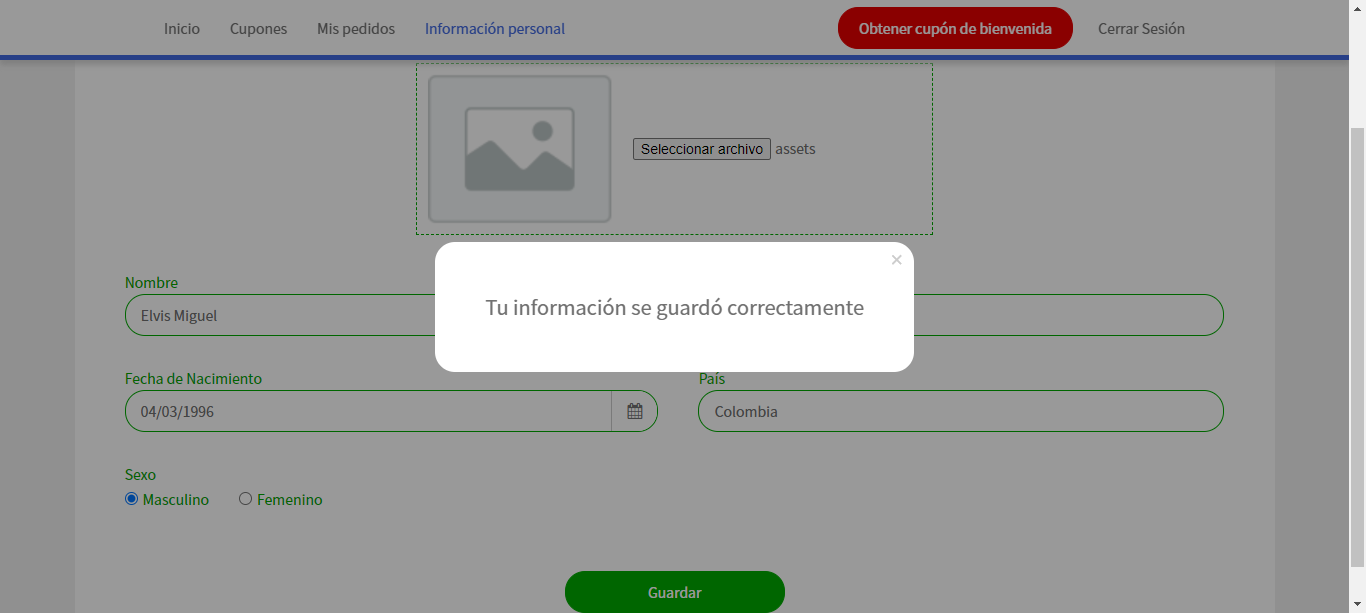 Inicio Cupones Mis pedidos Información personal Obtener cupón de bienvenida Cerrar Sesión
Seleccionar archivo assets
×
Tu información se guardó correctamente
Nombre
Elvis Miguel
Fecha de Nacimiento País
04/03/1996 Colombia
Sexo
Masculino Femenino
Guardar